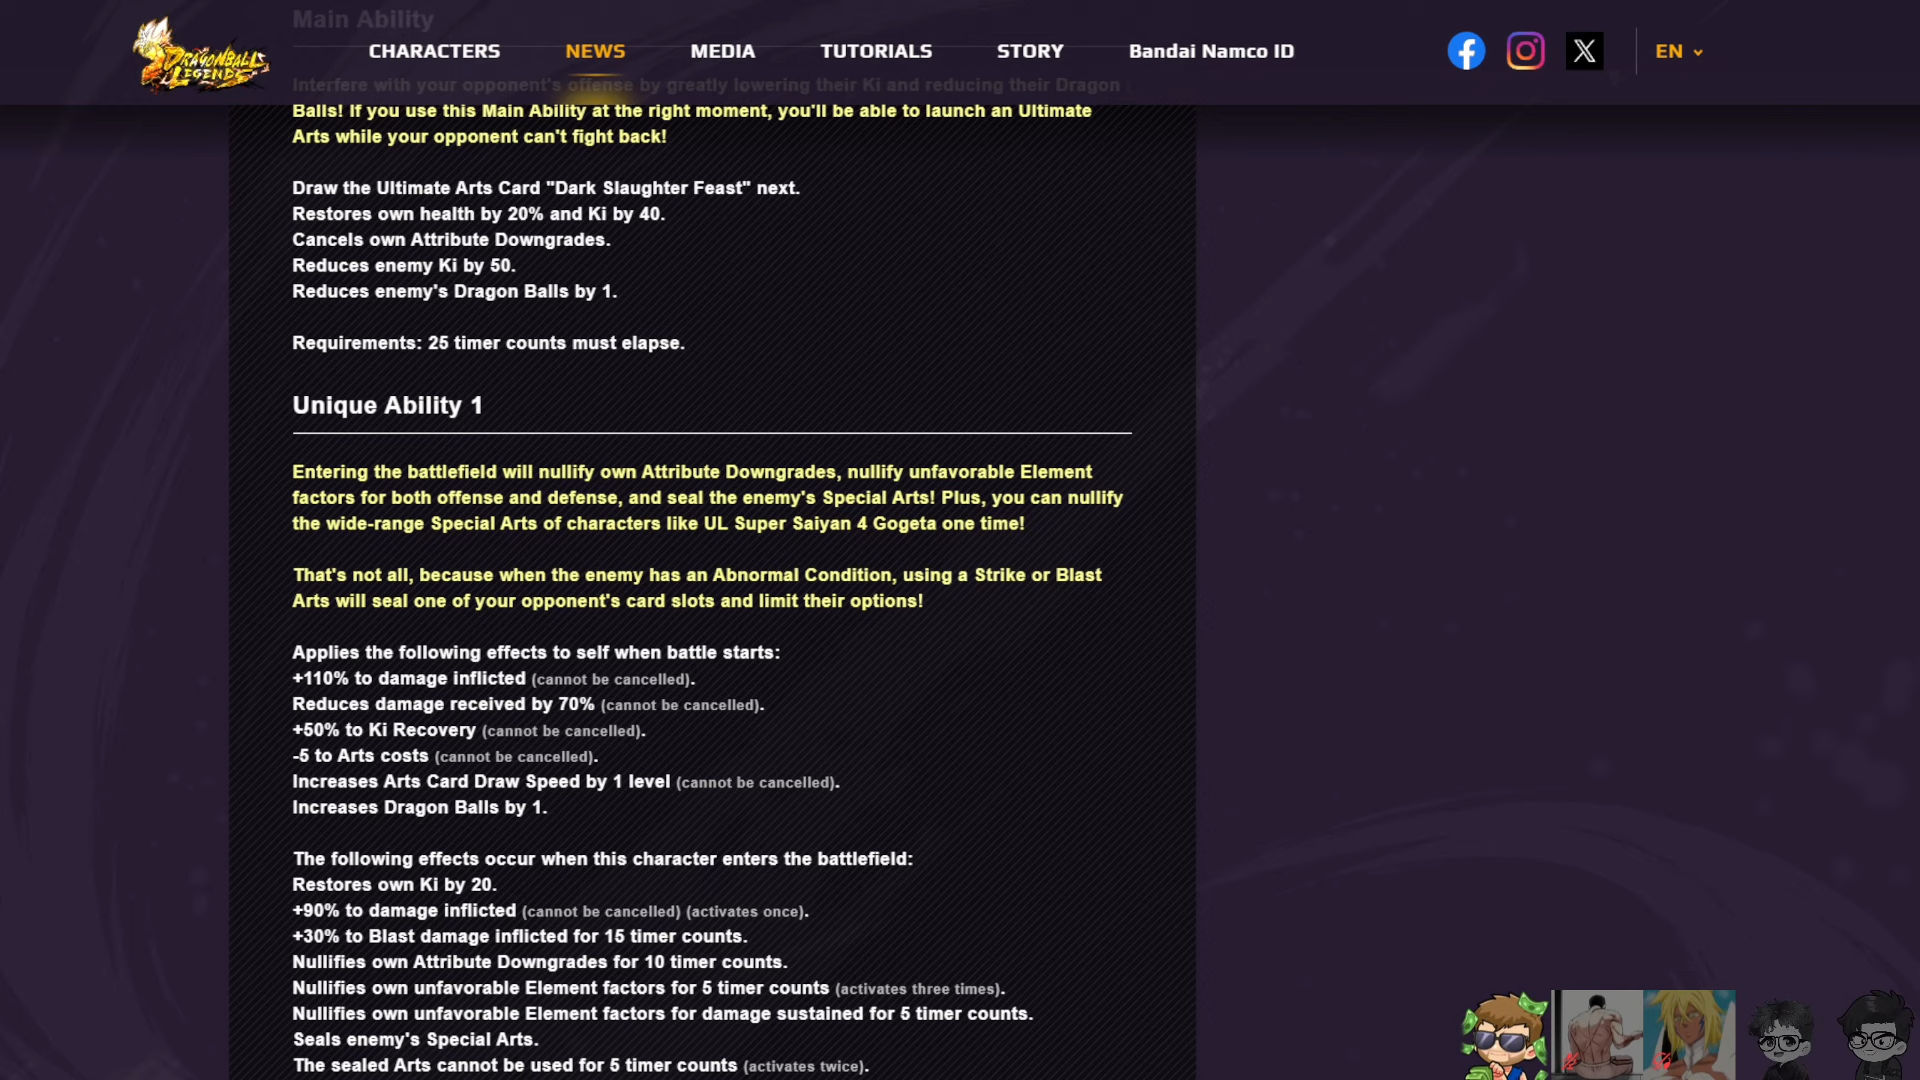 Main Ability
DRAGONBALL LEGENDS
CHARACTERS NEWS MEDIA TUTORIALS STORY Bandai Namco ID EN
Interfere with your opponent's offense by greatly lowering their Ki and reducing their Dragon
Balls! If you use this Main Ability at the right moment, you'll be able to launch an Ultimate
Arts while your opponent can't fight back!
Draw the Ultimate Arts Card "Dark Slaughter Feast" next.
Restores own health by 20% and Ki by 40.
Cancels own Attribute Downgrades.
Reduces enemy Ki by 50.
Reduces enemy's Dragon Balls by 1.
Requirements: 25 timer counts must elapse.
Unique Ability 1
Entering the battlefield will nullify own Attribute Downgrades, nullify unfavorable Element
factors for both offense and defense, and seal the enemy's Special Arts! Plus, you can nullify
the wide-range Special Arts of characters like UL Super Saiyan 4 Gogeta one time!
That's not all, because when the enemy has an Abnormal Condition, using a Strike or Blast
Arts will seal one of your opponent's card slots and limit their options!
Applies the following effects to self when battle starts:
+110% to damage inflicted (cannot be cancelled).
Reduces damage received by 70% (cannot be cancelled).
+50% to Ki Recovery (cannot be cancelled).
-5 to Arts costs (cannot be cancelled).
Increases Arts Card Draw Speed by 1 level (cannot be cancelled).
Increases Dragon Balls by 1.
The following effects occur when this character enters the battlefield:
Restores own Ki by 20.
+90% to damage inflicted (cannot be cancelled) (activates once).
+30% to Blast damage inflicted for 15 timer counts.
Nullifies own Attribute Downgrades for 10 timer counts.
Nullifies own unfavorable Element factors for 5 timer counts (activates three times).
Nullifies own unfavorable Element factors for damage sustained for 5 timer counts.
Seals enemy's Special Arts.
The sealed Arts cannot be used for 5 timer counts (activates twice).